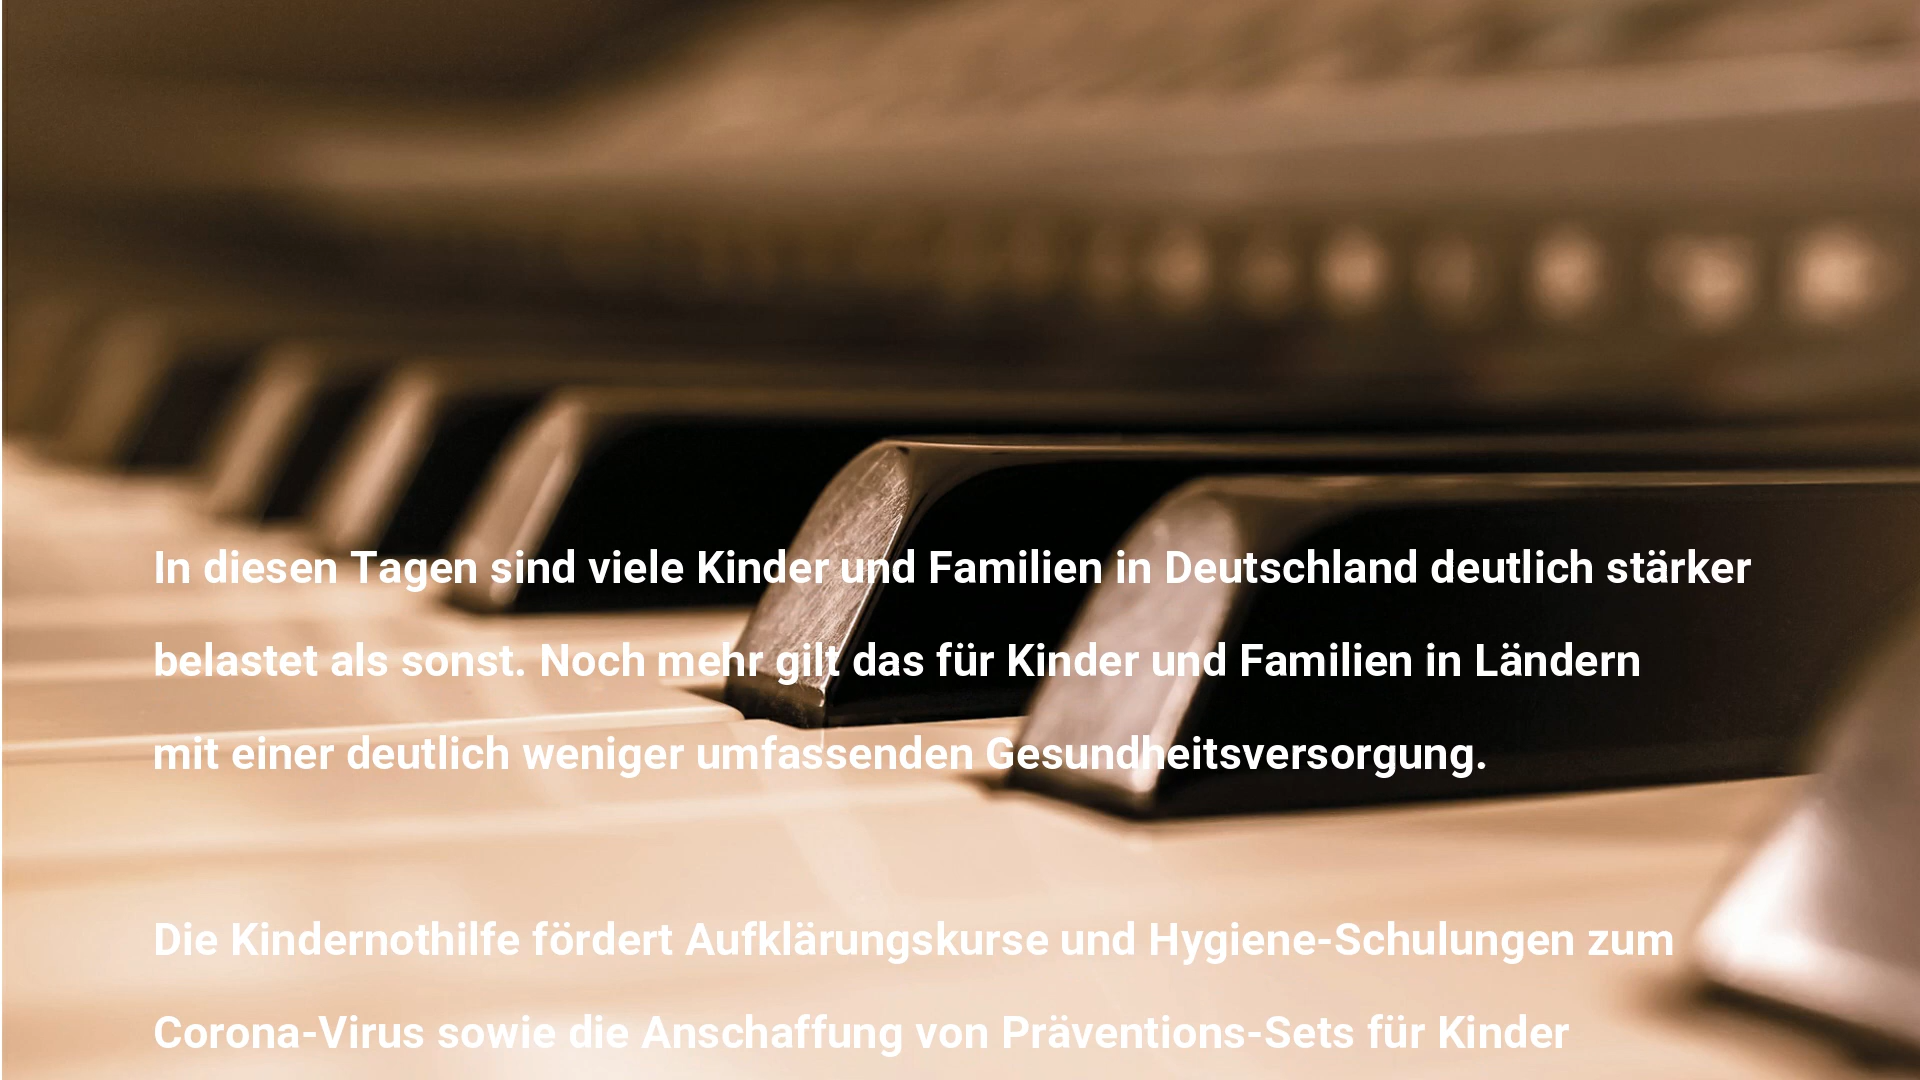 In diesen Tagen sind viele Kinder und Familien in Deutschland deutlich stärker
belastet als sonst. Noch mehr gilt das für Kinder und Familien in Ländern
mit einer deutlich weniger umfassenden Gesundheitsversorgung.
Die Kindernothilfe fördert Aufklärungskurse und Hygiene-Schulungen zum
Corona-Virus sowie die Anschaffung von Präventions-Sets für Kinder